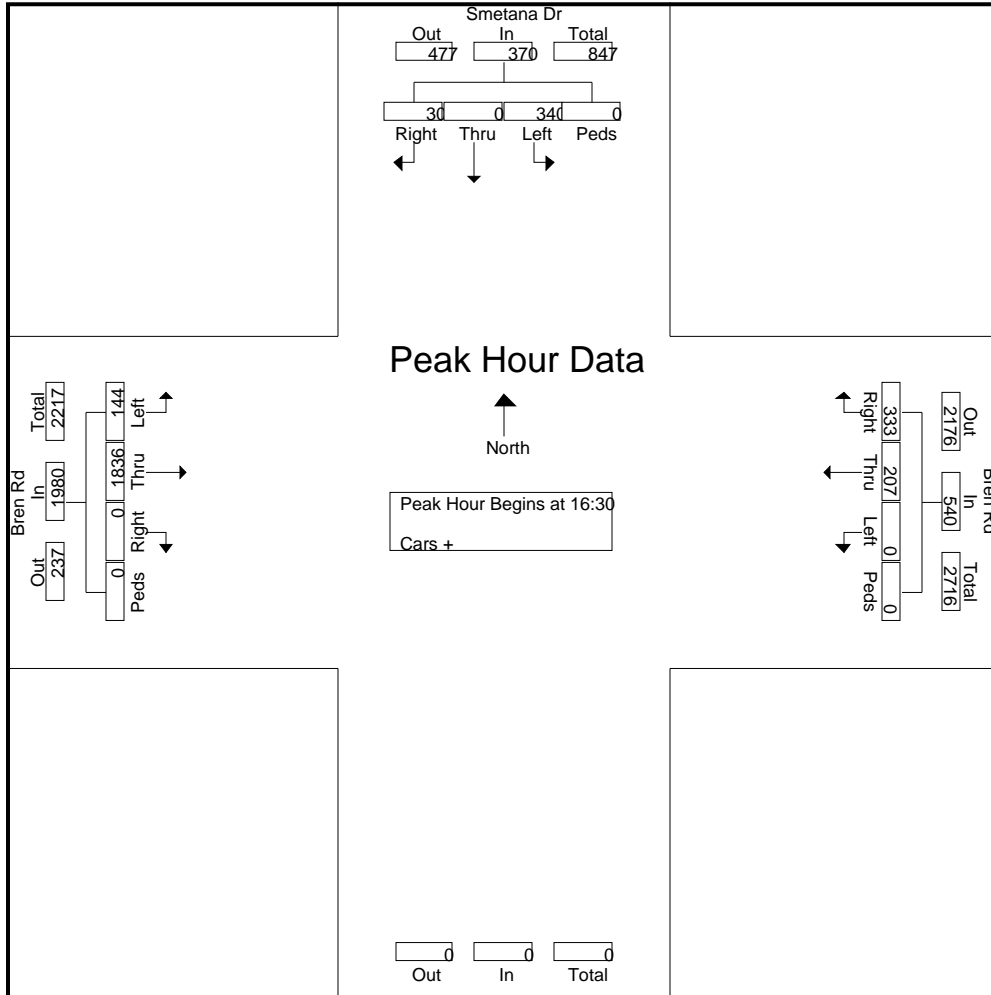 Smetana Dr
Out In Total
477 370 847
30 0 340 0
Right Thru Left Peds
Peak Hour Data
North
Peak Hour Begins at 16:30
Cars +
Bren Rd
Total In Out
2217 1980 237
144 1836 0 0
Left Thru Right Peds
Bren Rd
Out In Total
2176 540 2716
333 207 0 0
Right Thru Left Peds
0 0 0
Out In Total